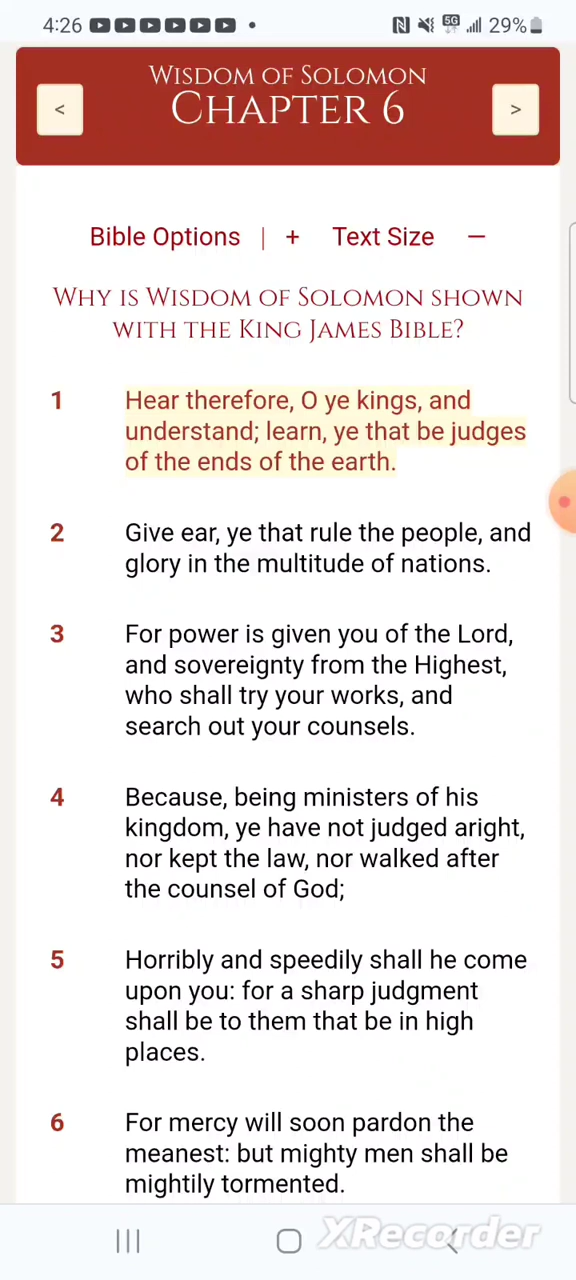 4:26
5G
29%
Wisdom of Solomon
Chapter 6
<
>
Bible Options | + Text Size −
Why is Wisdom of Solomon shown
with the King James Bible?
1 Hear therefore, O ye kings, and
understand; learn, ye that be judges
of the ends of the earth.
2 Give ear, ye that rule the people, and
glory in the multitude of nations.
3 For power is given you of the Lord,
and sovereignty from the Highest,
who shall try your works, and
search out your counsels.
4 Because, being ministers of his
kingdom, ye have not judged aright,
nor kept the law, nor walked after
the counsel of God;
5 Horribly and speedily shall he come
upon you: for a sharp judgment
shall be to them that be in high
places.
6 For mercy will soon pardon the
meanest: but mighty men shall be
mightily tormented.
XRecorder